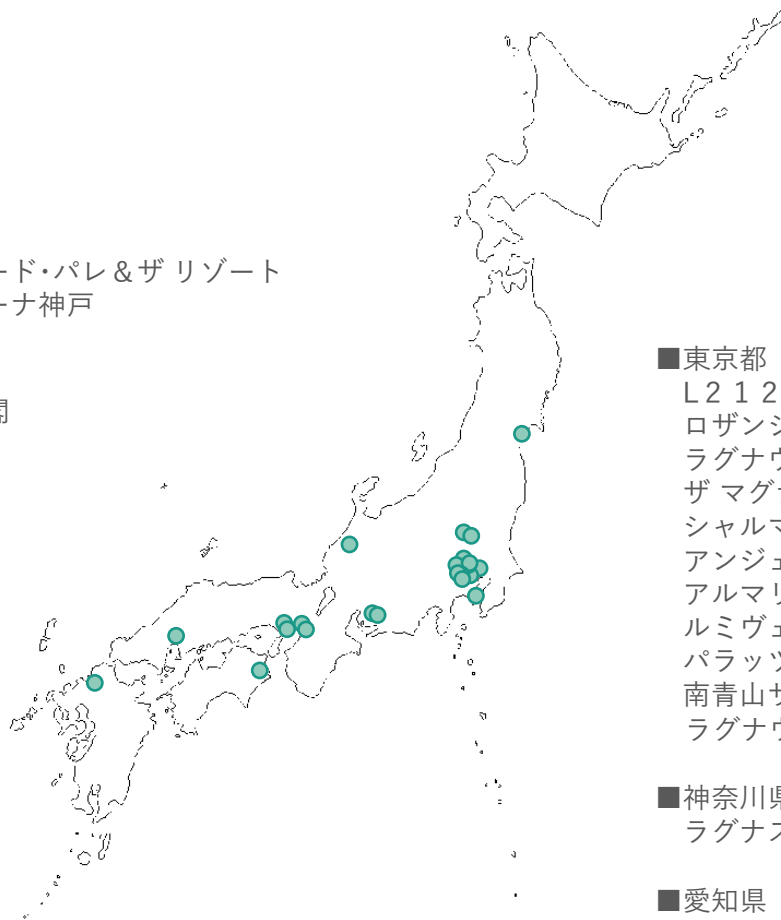 ード・パレ＆ザ リゾート
ーナ神戸
■東京都
L２１２
ロザンジ
ラグナヴ
ザ マグ
シャルマ
アンジェ
アルマリ
ルミヴェ
パラッツ
南青山サ
ラグナヴ
■神奈川県
ラグナス
■愛知県